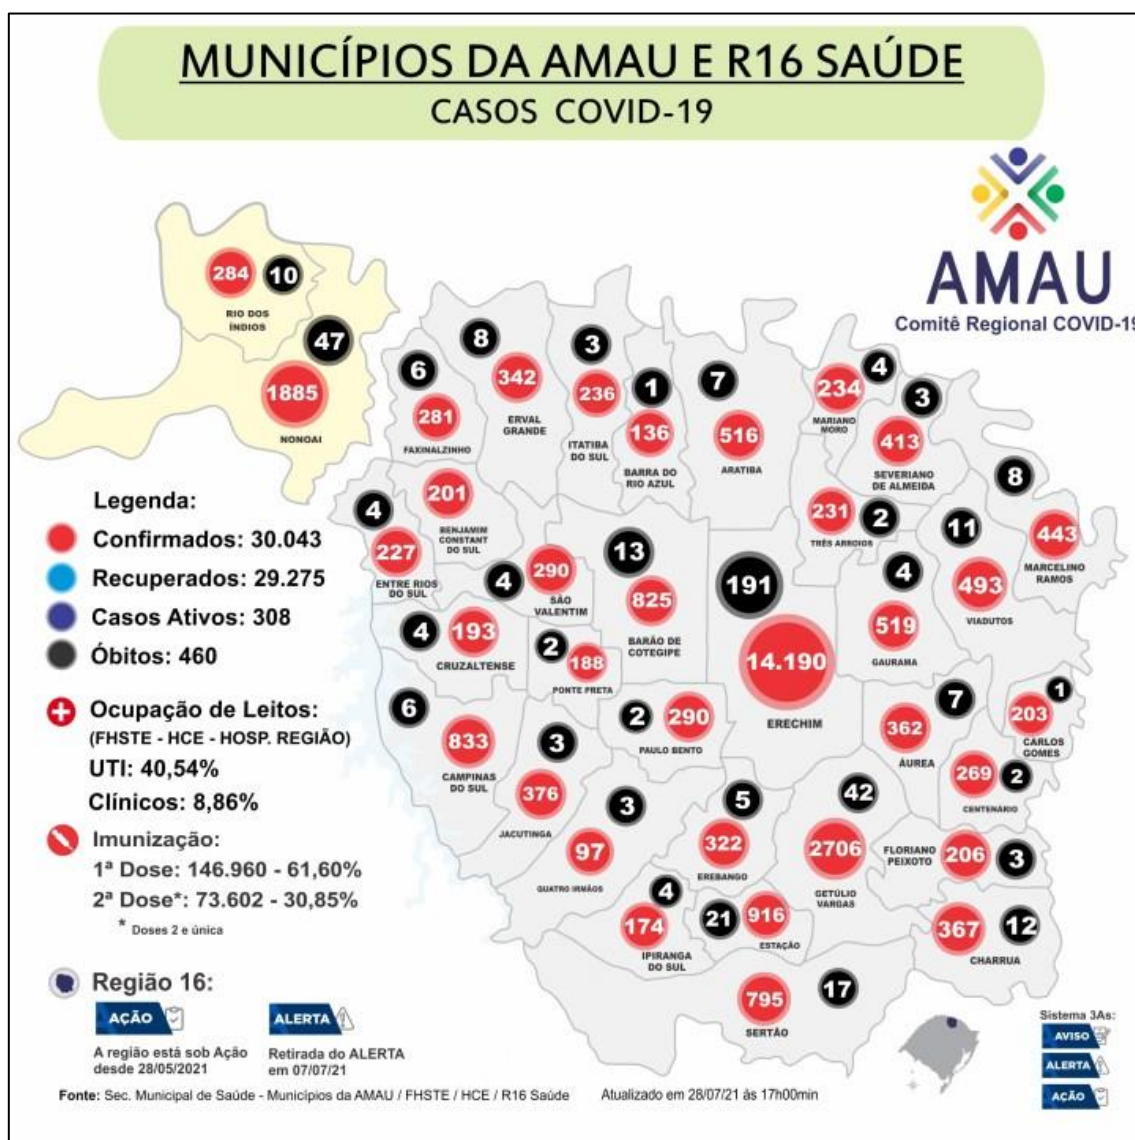 MUNICÍPIOS DA AMAU E R16 SAÚDE
CASOS COVID-19
AMAU
Comitê Regional COVID-19
284
10
RIO DOS
ÍNDIOS
47
1885
NONOAI
6
281
FAXINALZINHO
8
342
ERVAL
GRANDE
3
236
ITATIBA
DO SUL
1
136
BARRA DO
RIO AZUL
7
516
ARATIBA
4
234
MARIANO
MORO
3
413
SEVERIANO
DE ALMEIDA
8
443
MARCELINO
RAMOS
231
2
TRÊS ARROIOS
11
493
VIADUTOS
4
519
GAURAMA
201
BENJAMIM
CONSTANT
DO SUL
4
227
ENTRE RIOS
DO SUL
4
290
SÃO
VALENTIM
13
825
BARÃO DE
COTEGIPE
191
14.190
ERECHIM
4
193
CRUZALTENSE
2
188
PONTE PRETA
2
290
PAULO BENTO
6
833
CAMPINAS
DO SUL
3
376
JACUTINGA
3
97
QUATRO IRMÃOS
5
322
EREBANGO
42
2706
GETÚLIO
VARGAS
7
362
ÁUREA
1
203
CARLOS
GOMES
269
2
CENTENÁRIO
FLORIANO
PEIXOTO
206
3
367
12
CHARRUA
4
174
IPIRANGA
DO SUL
21
916
ESTAÇÃO
795
17
SERTÃO
Legenda:
Confirmados: 30.043
Recuperados: 29.275
Casos Ativos: 308
Óbitos: 460
Ocupação de Leitos:
(FHSTE - HCE - HOSP. REGIÃO)
UTI: 40,54%
Clínicos: 8,86%
Imunização:
1ª Dose: 146.960 - 61,60%
2ª Dose*: 73.602 - 30,85%
* Doses 2 e única
Região 16:
AÇÃO
A região está sob Ação
desde 28/05/2021
ALERTA
Retirada do ALERTA
em 07/07/21
Sistema 3As:
AVISO
ALERTA
AÇÃO
Fonte: Sec. Municipal de Saúde - Municípios da AMAU / FHSTE / HCE / R16 Saúde Atualizado em 28/07/21 às 17h00min